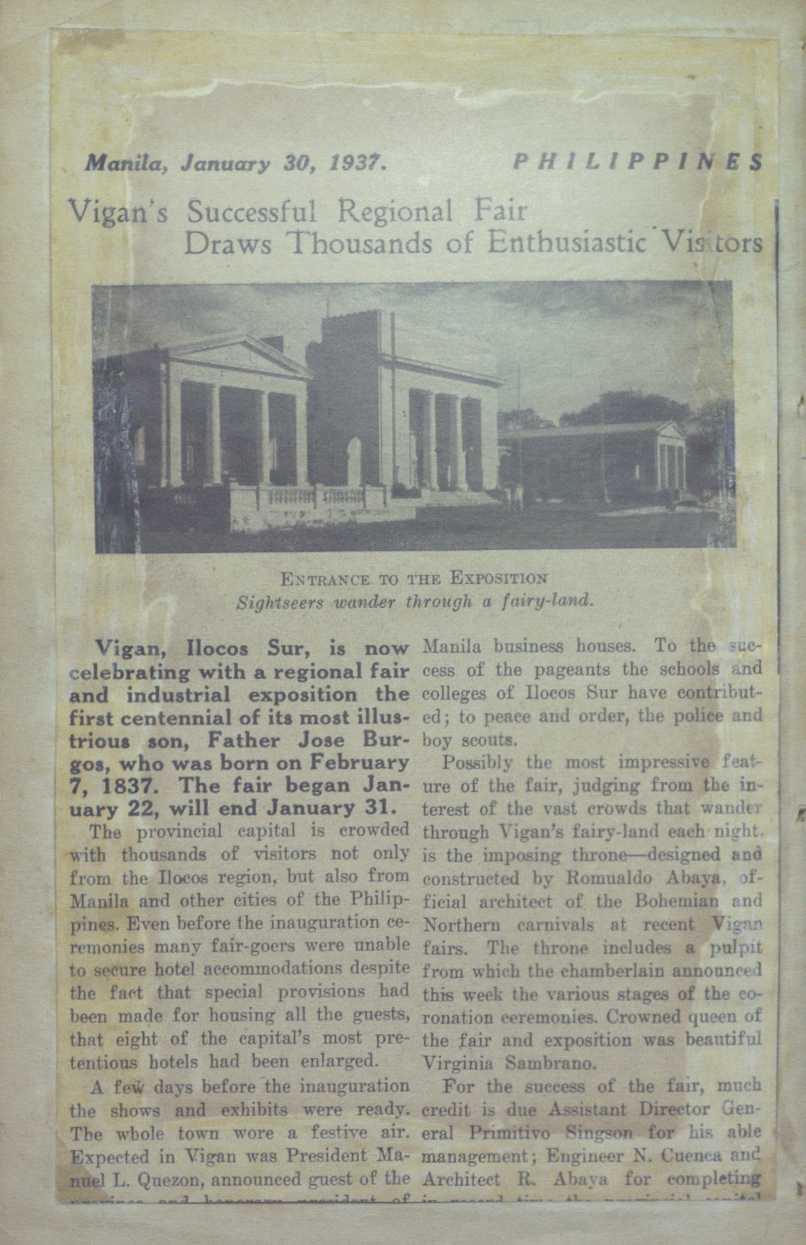 Manila, January 30, 1937. PHILIPPINES
Vigan's Successful Regional Fair
Draws Thousands of Enthusiastic Visitors
ENTRANCE TO THE EXPOSITION
Sightseers wander through a fairy-land.
Vigan, Ilocos Sur, is now
celebrating with a regional fair
and industrial exposition the
first centennial of its most illus-
trious son, Father Jose Bur-
gos, who was born on February
7, 1837. The fair began Jan-
uary 22, will end January 31.
The provincial capital is crowded
with thousands of visitors not only
from the Ilocos region, but also from
Manila and other cities of the Philip-
pines. Even before the inauguration ce-
remonies many fair-goers were unable
to secure hotel accommodations despite
the fact that special provisions had
been made for housing all the guests,
that eight of the capital's most pre-
tentious hotels had been enlarged.
A few days before the inauguration
the shows and exhibits were ready.
The whole town wore a festive air.
Expected in Vigan was President Ma-
nuel L. Quezon, announced guest of the
Manila business houses. To the suc-
cess of the pageants the schools and
colleges of Ilocos Sur have contribut-
ed; to peace and order, the police and
boy scouts.
Possibly the most impressive feat-
ure of the fair, judging from the in-
terest of the vast crowds that wander
through Vigan's fairy-land each night,
is the imposing throne—designed and
constructed by Romualdo Abaya, of-
ficial architect of the Bohemian and
Northern carnivals at recent Vigan
fairs. The throne includes a pulpit
from which the chamberlain announced
this week the various stages of the co-
ronation ceremonies. Crowned queen of
the fair and exposition was beautiful
Virginia Sambrano.
For the success of the fair, much
credit is due Assistant Director Gen-
eral Primitivo Singson for his able
management; Engineer N. Cuenca and
Architect R. Abaya for completing